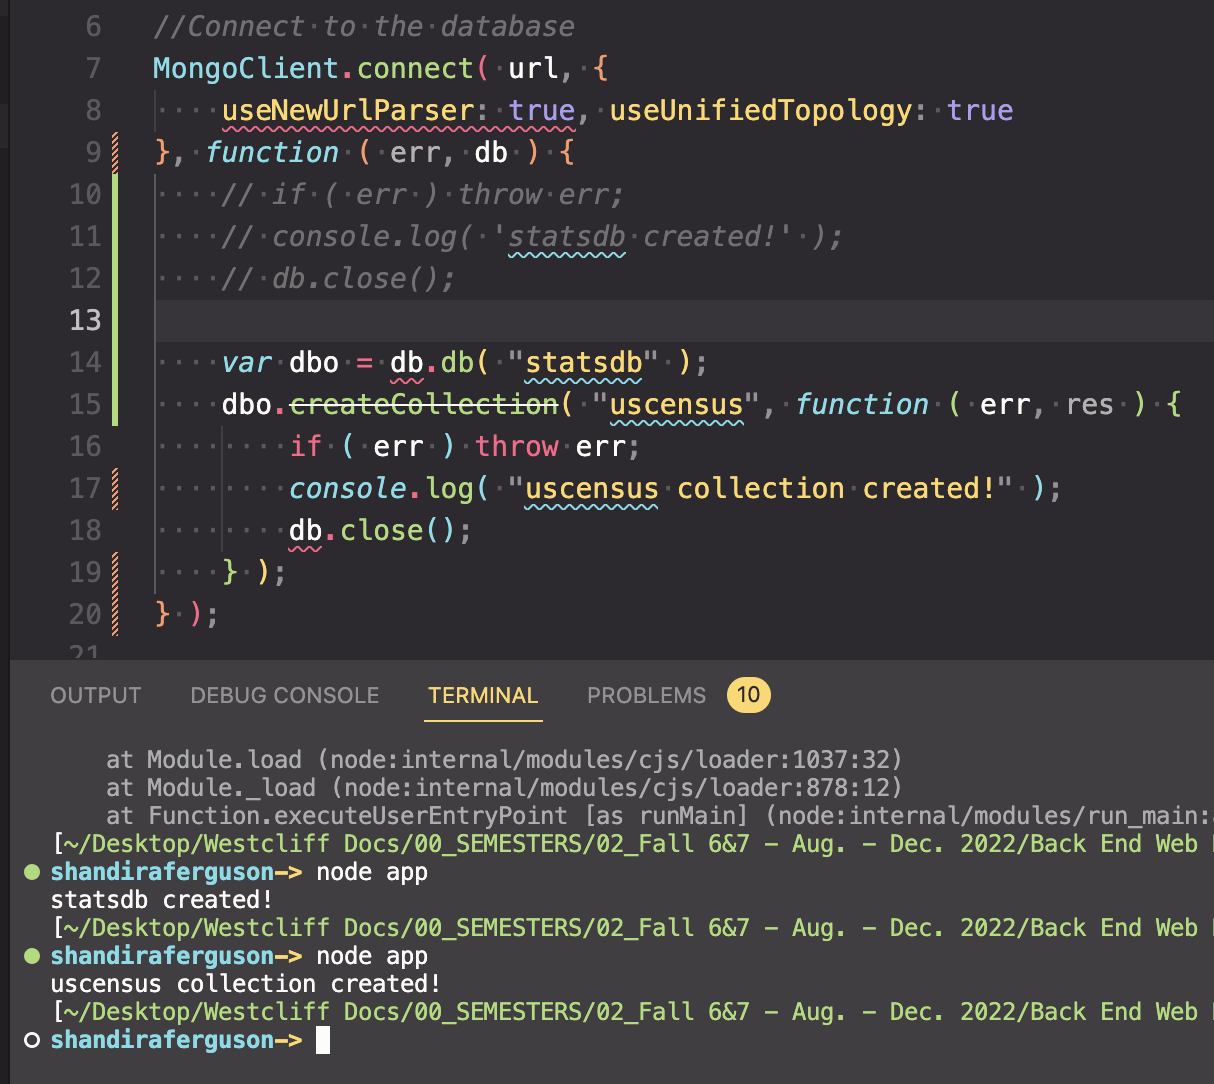 6 //Connect to the database
7 MongoClient.connect( url, {
8 useNewUrlParser: true, useUnifiedTopology: true
9 }, function ( err, db ) {
10 // if ( err ) throw err;
11 // console.log( 'statsdb created!' );
12 // db.close();
13
14 var dbo = db.db( "statsdb" );
15 dbo.createCollection( "uscensus", function ( err, res ) {
16 if ( err ) throw err;
17 console.log( "uscensus collection created!" );
18 db.close();
19 } );
20 } );
21
OUTPUT DEBUG CONSOLE TERMINAL PROBLEMS 10
at Module.load (node:internal/modules/cjs/loader:1037:32)
at Module._load (node:internal/modules/cjs/loader:878:12)
at Function.executeUserEntryPoint [as runMain] (node:internal/modules/run_main:
[~/Desktop/Westcliff Docs/00_SEMESTERS/02_Fall 6&7 - Aug. - Dec. 2022/Back End Web
shandiraferguson-> node app
statsdb created!
[~/Desktop/Westcliff Docs/00_SEMESTERS/02_Fall 6&7 - Aug. - Dec. 2022/Back End Web
shandiraferguson-> node app
uscensus collection created!
[~/Desktop/Westcliff Docs/00_SEMESTERS/02_Fall 6&7 - Aug. - Dec. 2022/Back End Web
shandiraferguson->